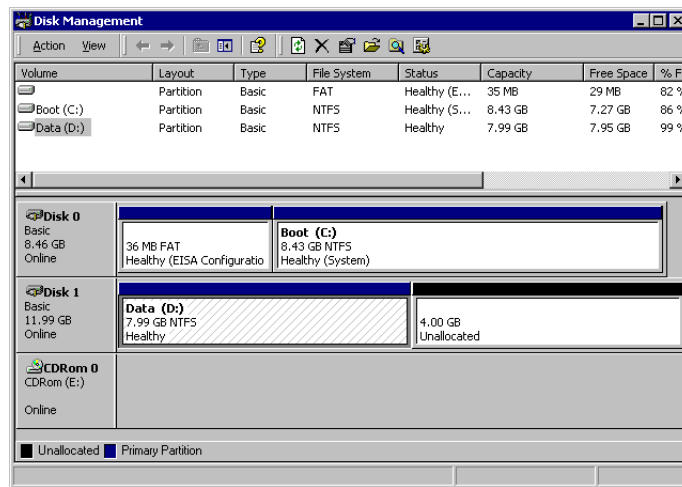 Disk Management
Action View
Volume Layout Type File System Status Capacity Free Space % F
Partition Basic FAT Healthy (E... 35 MB 29 MB 82 %
Boot (C:) Partition Basic NTFS Healthy (S... 8.43 GB 7.27 GB 86 %
Data (D:) Partition Basic NTFS Healthy 7.99 GB 7.95 GB 99 %
Disk 0
Basic
8.46 GB
Online
36 MB FAT
Healthy (EISA Configuratio
Boot (C:)
8.43 GB NTFS
Healthy (System)
Disk 1
Basic
11.99 GB
Online
Data (D:)
7.99 GB NTFS
Healthy
4.00 GB
Unallocated
CDRom 0
CDRom (E:)
Online
Unallocated Primary Partition